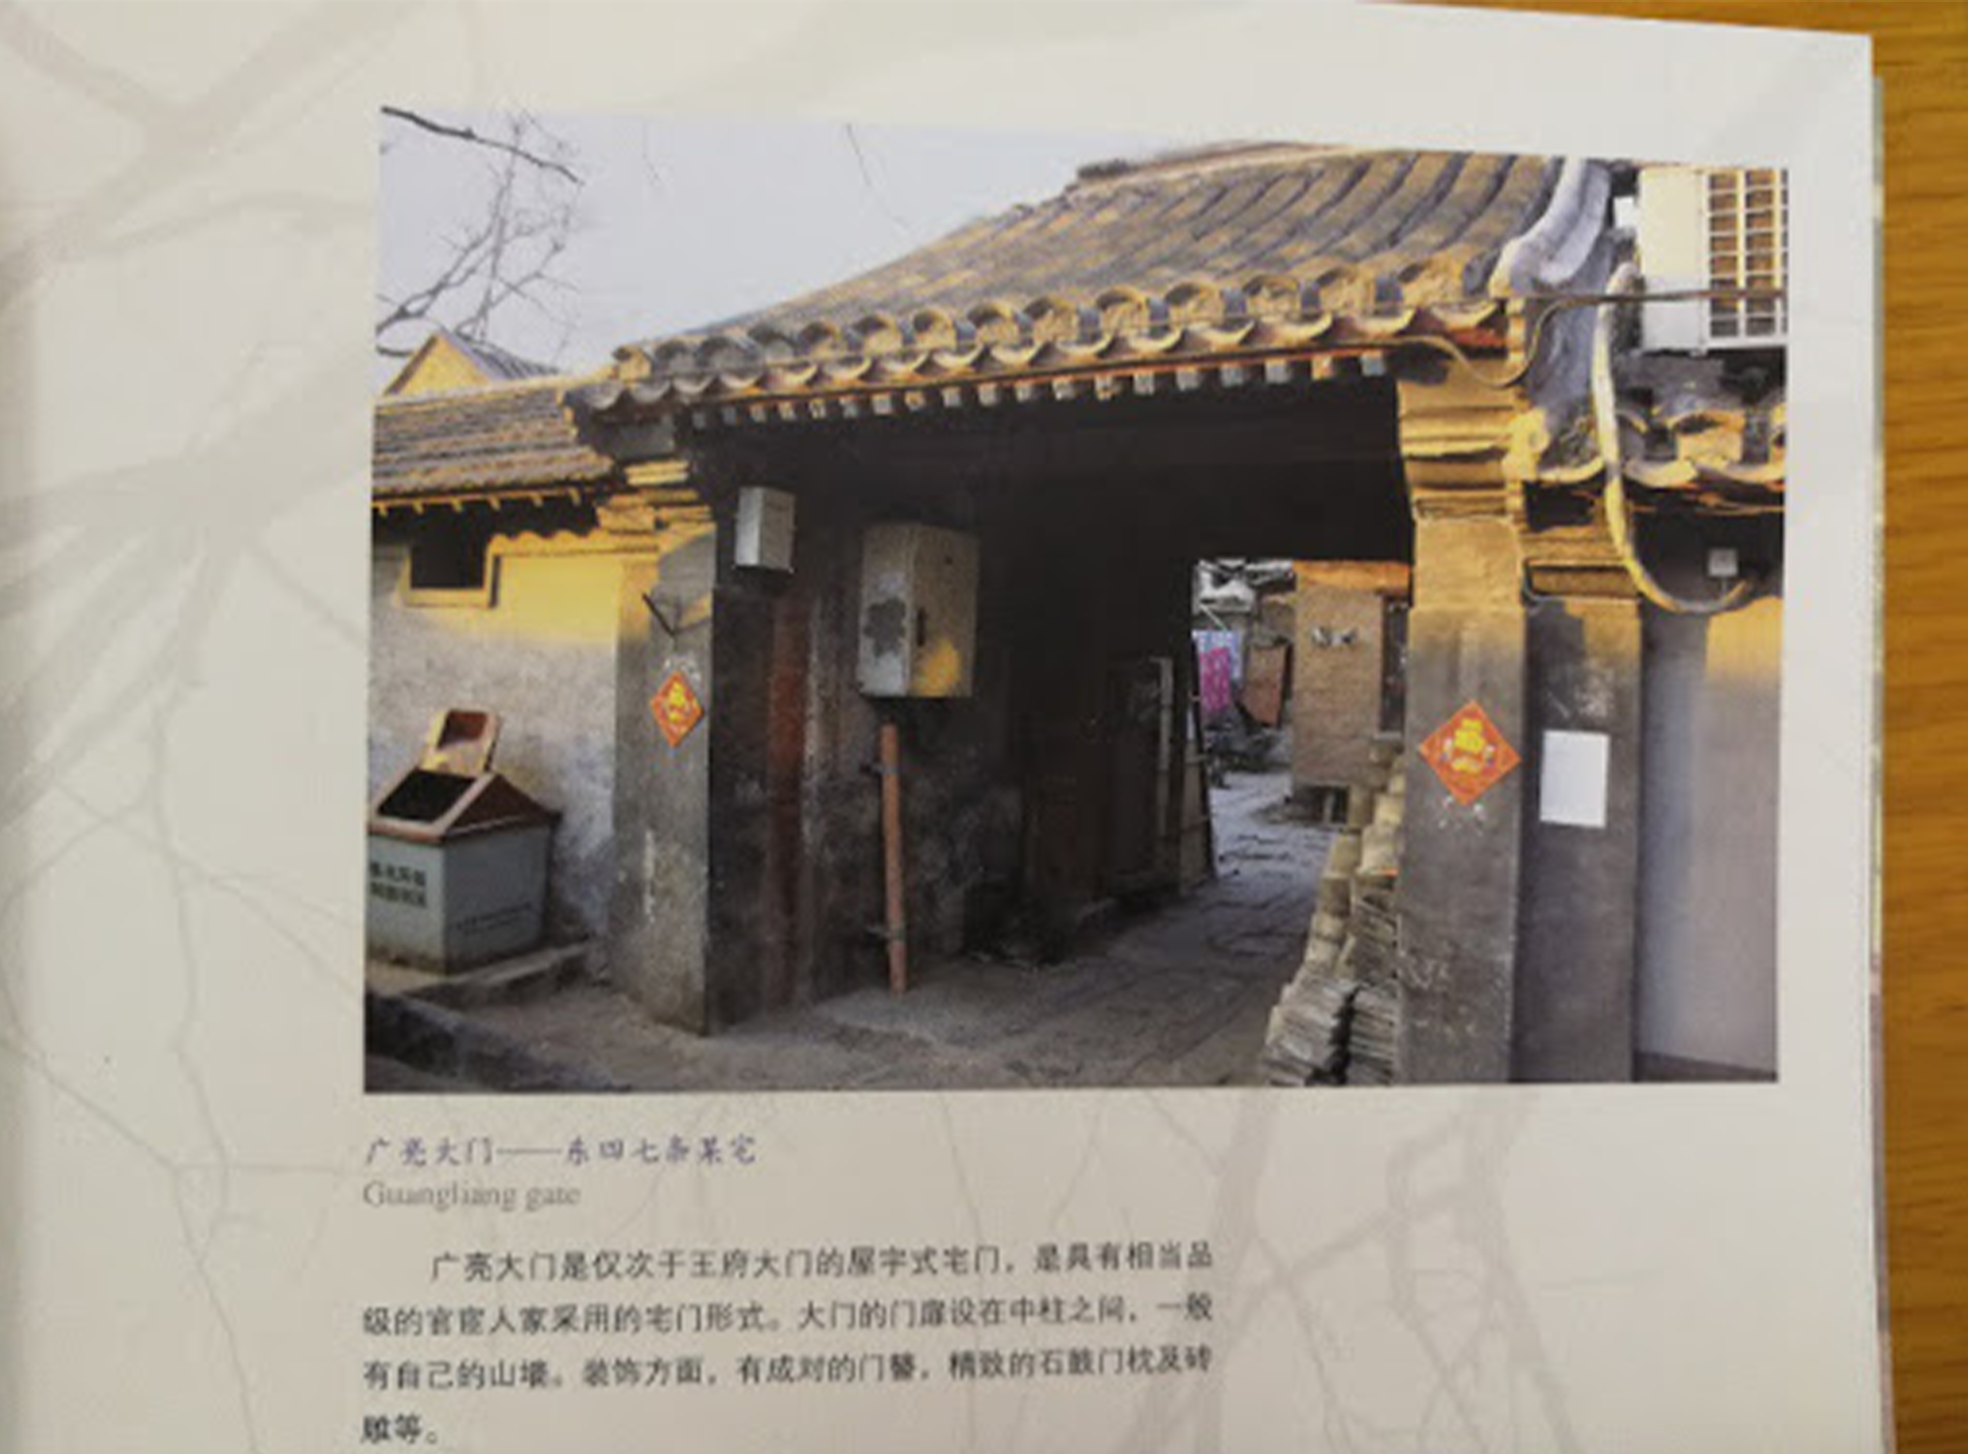 广亮大门——东四七条某宅
Guangliang gate
广亮大门是仅次于王府大门的屋宇式宅门，是具有相当品
级的官宦人家采用的宅门形式。大门的门扉设在中柱之间，一般
有自己的山墙。装饰方面，有成对的门簪，精致的石鼓门枕及砖
雕等。